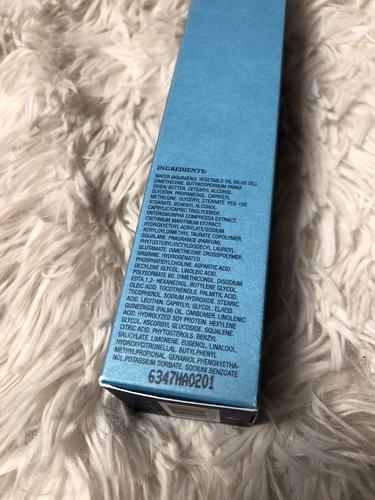 INGREDIENTS:
WATER (AQUA/EAU), VEGETABLE OIL (OLUS OIL)
DIMETHICONE, BUTYROSPERMUM PARKII
(SHEA) BUTTER, CETEARYL ALCOHOL,
GLYCERIN, PROPANEDIOL, CAPRYLYL
METHICONE, GLYCERYL STEARATE, PEG-100
STEARATE, BEHENYL ALCOHOL,
CAPRYLIC/CAPRIC TRIGLYCERIDE,
ENTEROMORPHA COMPRESSA EXTRACT,
CRITHMUM MARITIMUM EXTRACT,
HYDROXYETHYL ACRYLATE/SODIUM
ACRYLOYLDIMETHYL TAURATE COPOLYMER,
SQUALANE, FRAGRANCE (PARFUM),
PHYTOSTERYL/OCTYLDODECYL LAUROYL
GLUTAMATE, DIMETHICONE CROSSPOLYMER,
ARGININE, HYDROGENATED
PHOSPHATIDYLCHOLINE, ASPARTIC ACID,
DECYLENE GLYCOL, LINOLEIC ACID,
POLYSORBATE 80, DIMETHICONOL, DISODIUM
EDTA, 1,2- HEXANEDIOL, BUTYLENE GLYCOL,
OLEIC ACID, TOCOTRIENOLS, PALMITIC ACID,
TOCOPHEROL, SODIUM HYDROXIDE, STEARIC
ACID, LECITHIN, CAPRYLYL GLYCOL, ELAEIS
GUINEENSIS (PALM) OIL, CARBOMER, LINOLENIC
ACID, HYDROLYZED SOY PROTEIN, HEXYLENE
GLYCOL, ASCORBYL GLUCOSIDE, SQUALENE,
CITRIC ACID, PHYTOSTEROLS, BENZYL
SALICYLATE, LIMONENE, EUGENOL, LINALOOL,
HYDROXYCITRONELLAL, BUTYLPHENYL
METHYLPROPIONAL, GERANIOL, PHENOXYETHA-
NOL, POTASSIUM SORBATE, SODIUM BENZOATE
6347MA0201